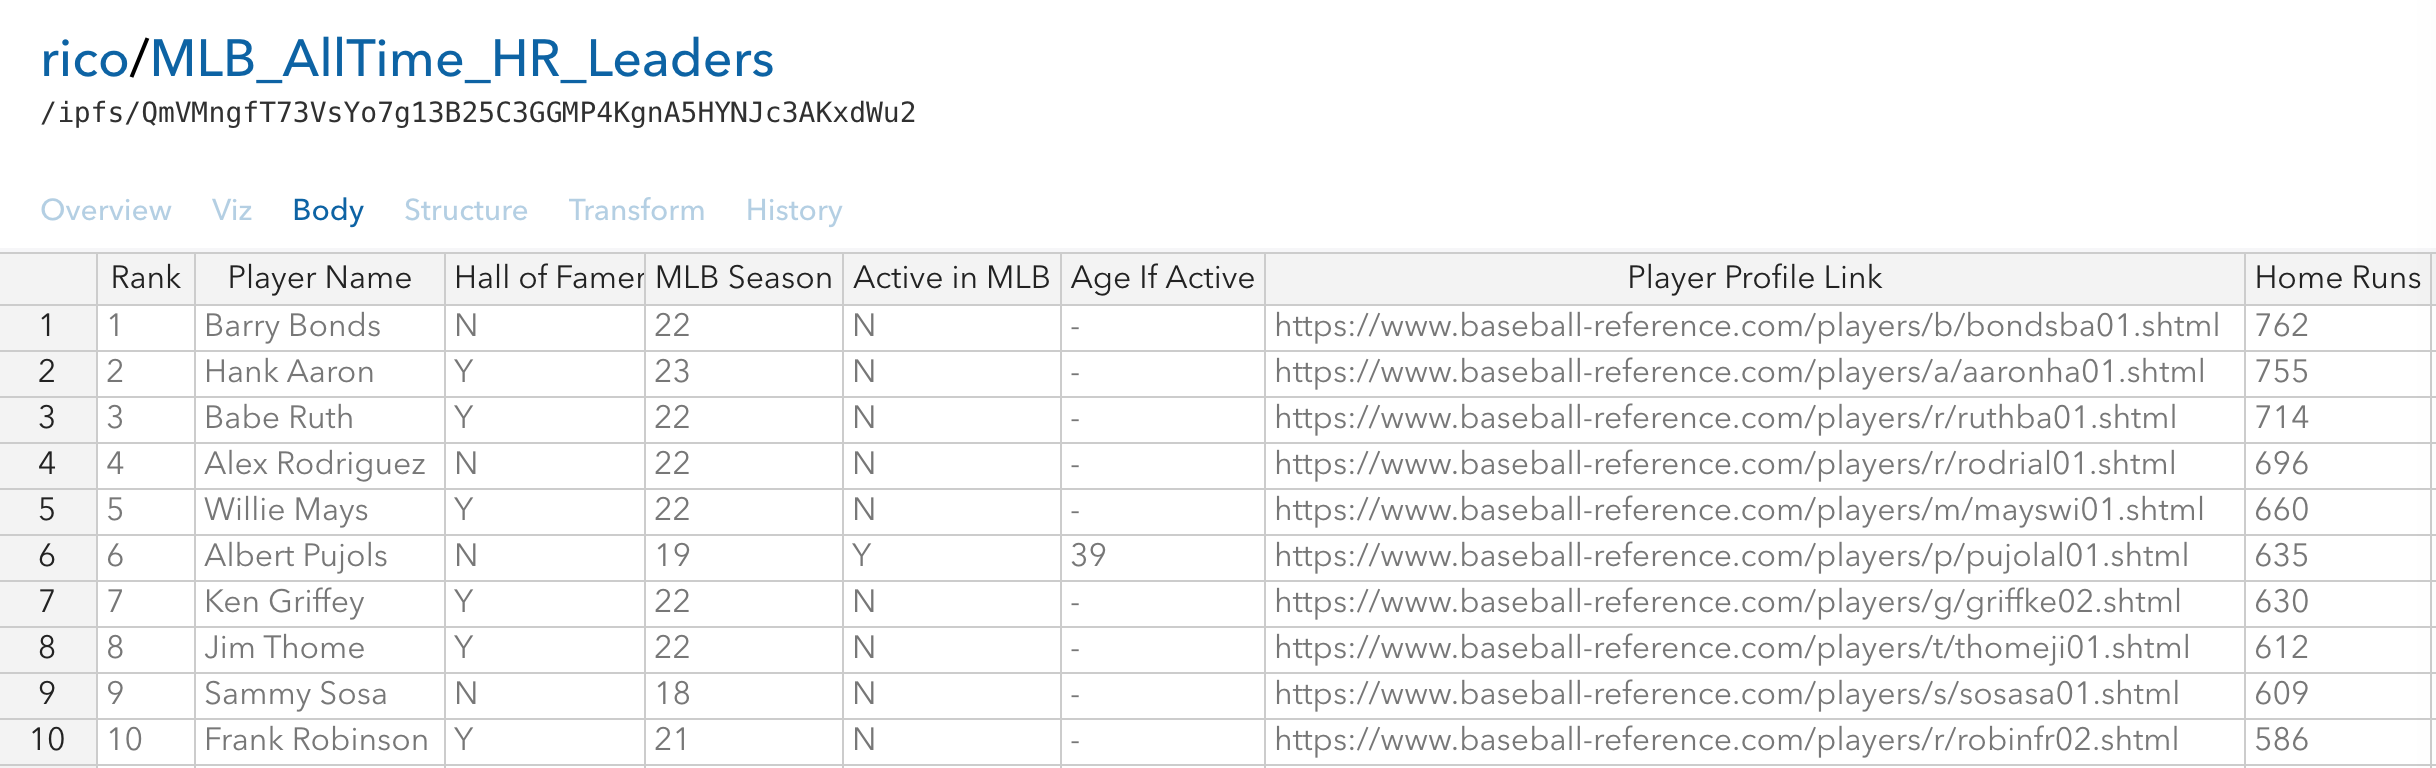 rico/MLB_AllTime_HR_Leaders
/ipfs/QmVMngfT73VsYo7g13B25C3GGMP4KgnA5HYNJc3AKxdWu2
Overview Viz Body Structure Transform History
Rank Player Name Hall of Famer MLB Season Active in MLB Age If Active Player Profile Link Home Runs
1 1 Barry Bonds N 22 N - https://www.baseball-reference.com/players/b/bondsba01.shtml 762
2 2 Hank Aaron Y 23 N - https://www.baseball-reference.com/players/a/aaronha01.shtml 755
3 3 Babe Ruth Y 22 N - https://www.baseball-reference.com/players/r/ruthba01.shtml 714
4 4 Alex Rodriguez N 22 N - https://www.baseball-reference.com/players/r/rodrial01.shtml 696
5 5 Willie Mays Y 22 N - https://www.baseball-reference.com/players/m/mayswi01.shtml 660
6 6 Albert Pujols N 19 Y 39 https://www.baseball-reference.com/players/p/pujolal01.shtml 635
7 7 Ken Griffey Y 22 N - https://www.baseball-reference.com/players/g/griffke02.shtml 630
8 8 Jim Thome Y 22 N - https://www.baseball-reference.com/players/t/thomeji01.shtml 612
9 9 Sammy Sosa N 18 N - https://www.baseball-reference.com/players/s/sosasa01.shtml 609
10 10 Frank Robinson Y 21 N - https://www.baseball-reference.com/players/r/robinfr02.shtml 586